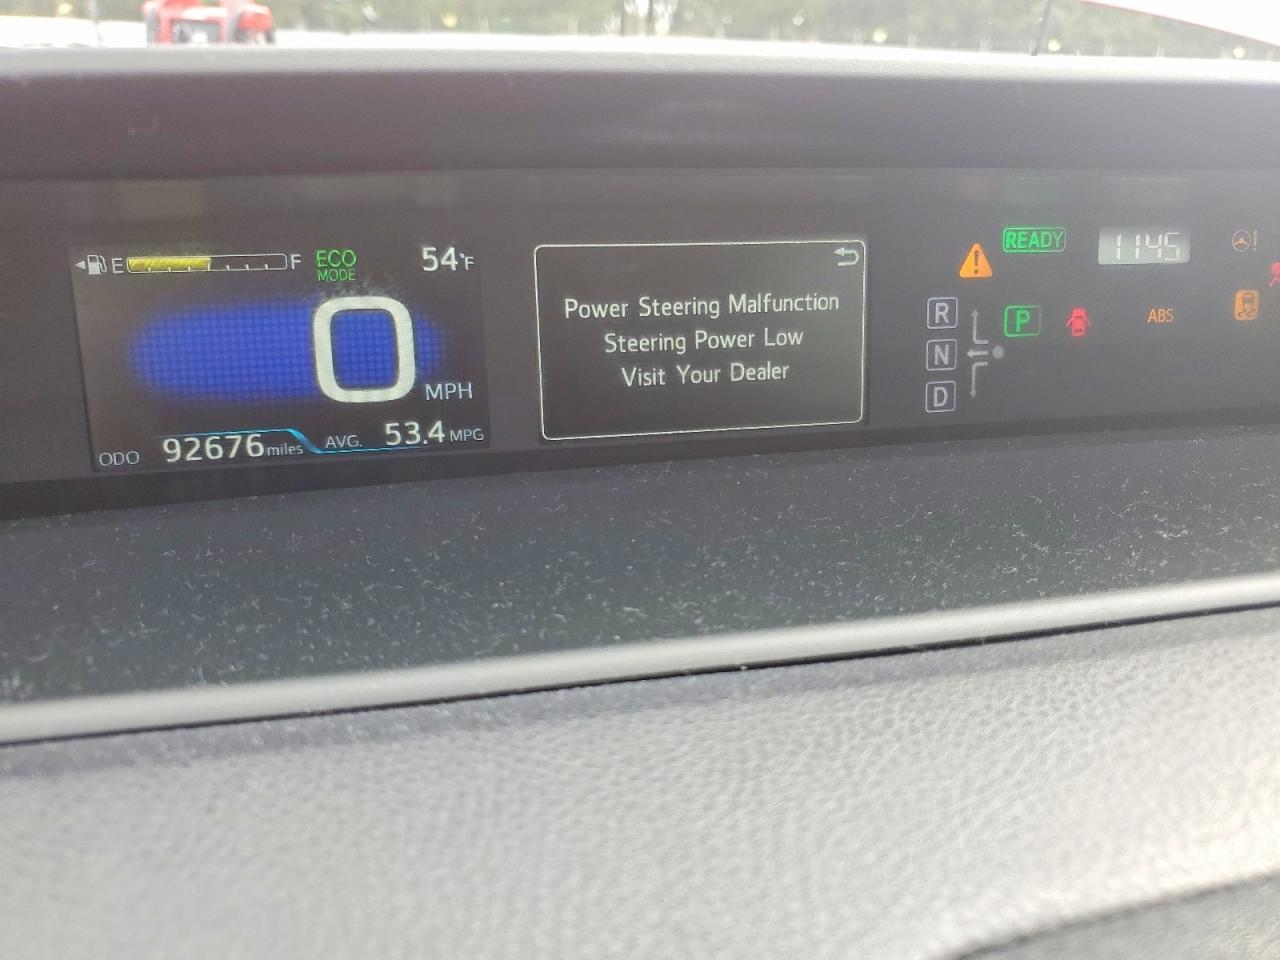 E F
ECO
MODE
54°F
0
MPH
ODO 92676 miles
AVG. 53.4 MPG
Power Steering Malfunction
Steering Power Low
Visit Your Dealer
READY
1145
R
N
D
P
ABS